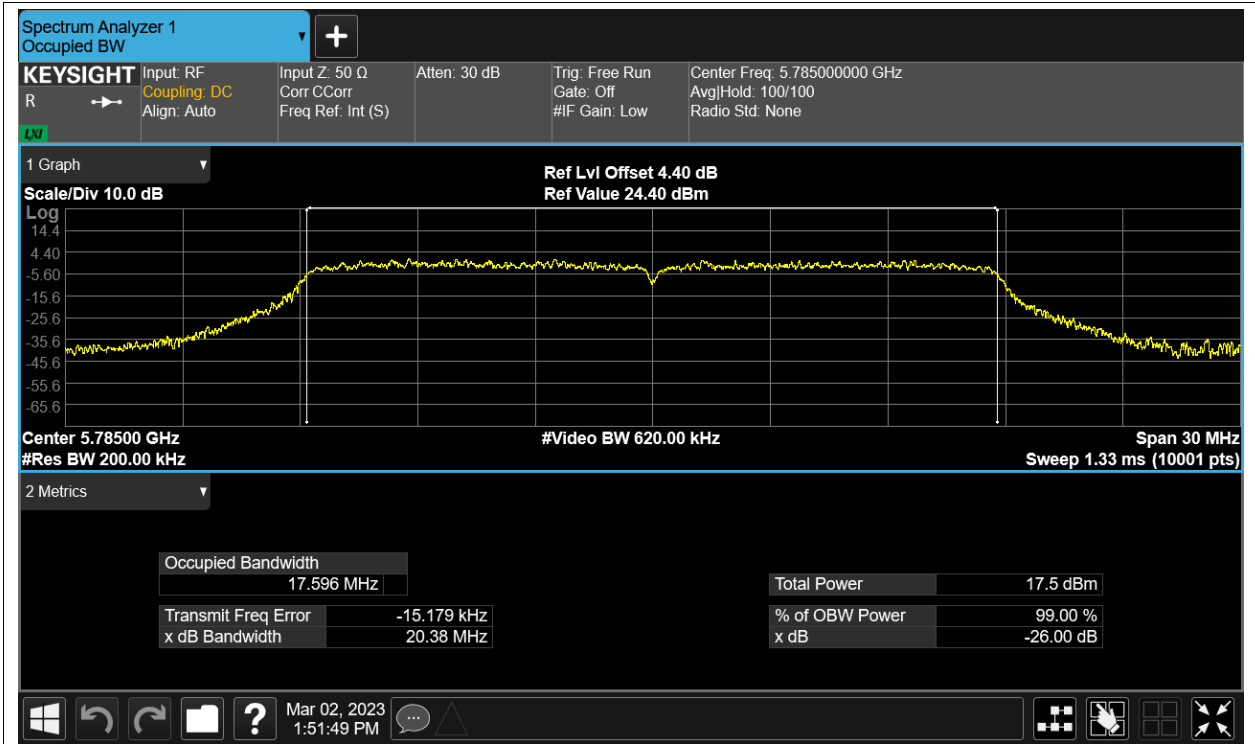 Spectrum Analyzer 1
Occupied BW
KEYSIGHT
R
LXI
Input: RF
Coupling: DC
Align: Auto
Input Z: 50 Ω
Corr CCorr
Freq Ref: Int (S)
Atten: 30 dB
Trig: Free Run
Gate: Off
#IF Gain: Low
Center Freq: 5.785000000 GHz
Avg|Hold: 100/100
Radio Std: None
1 Graph
Scale/Div 10.0 dB
Ref Lvl Offset 4.40 dB
Ref Value 24.40 dBm
Log
14.4
4.40
-5.60
-15.6
-25.6
-35.6
-45.6
-55.6
-65.6
Center 5.78500 GHz
#Res BW 200.00 kHz
#Video BW 620.00 kHz
Span 30 MHz
Sweep 1.33 ms (10001 pts)
2 Metrics
Occupied Bandwidth
17.596 MHz
Transmit Freq Error -15.179 kHz
x dB Bandwidth 20.38 MHz
Total Power 17.5 dBm
% of OBW Power 99.00 %
x dB -26.00 dB
?
Mar 02, 2023
1:51:49 PM